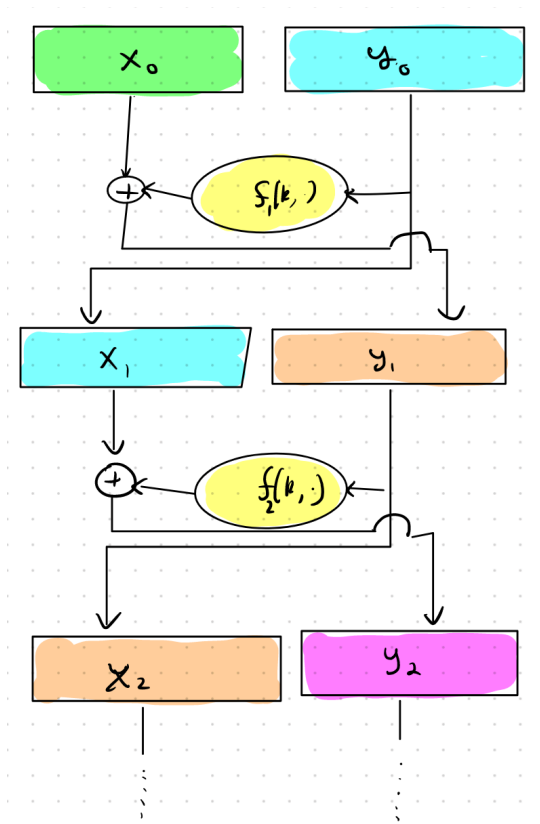 x₀ y₀
+ f₁(k, )
x₁ y₁
+ f₂(k, ·)
x₂ y₂